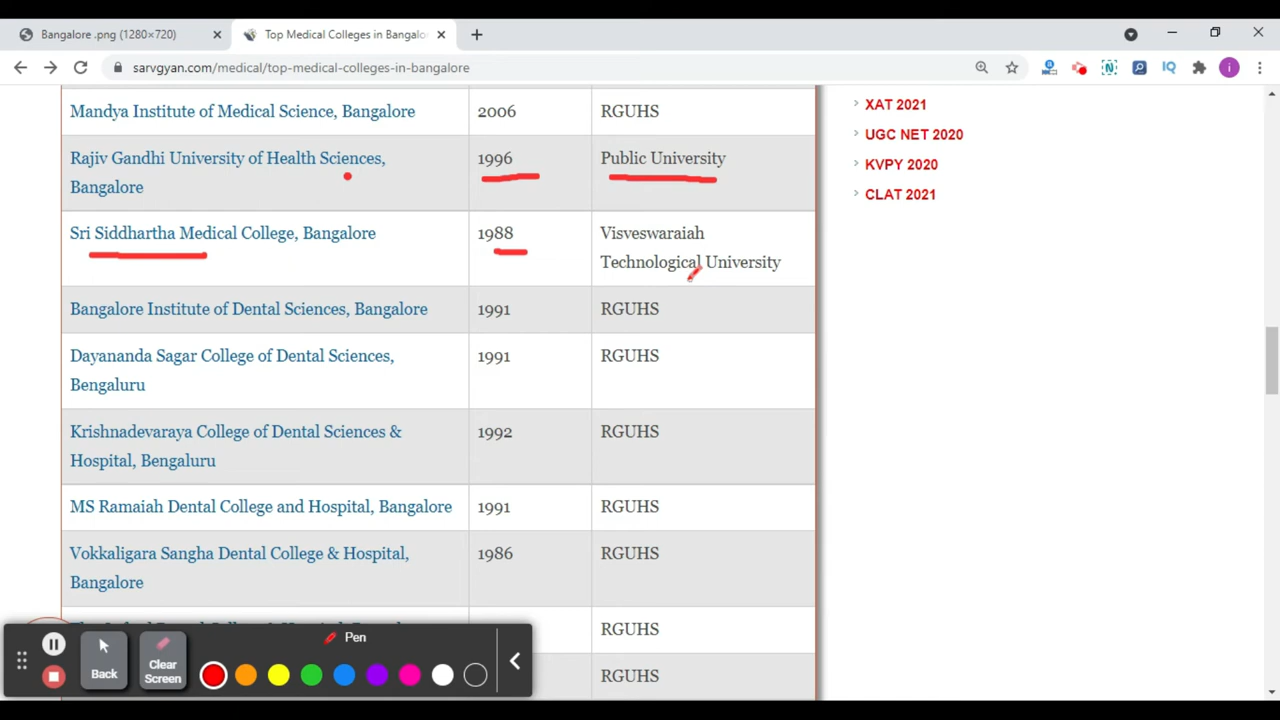 Bangalore .png (1280×720)
Top Medical Colleges in Bangalo
sarvgyan.com/medical/top-medical-colleges-in-bangalore
Mandya Institute of Medical Science, Bangalore
2006
RGUHS
Rajiv Gandhi University of Health Sciences,
Bangalore
1996
Public University
Sri Siddhartha Medical College, Bangalore
1988
Visveswaraiah
Technological University
Bangalore Institute of Dental Sciences, Bangalore
1991
RGUHS
Dayananda Sagar College of Dental Sciences,
Bengaluru
1991
RGUHS
Krishnadevaraya College of Dental Sciences &
Hospital, Bengaluru
1992
RGUHS
MS Ramaiah Dental College and Hospital, Bangalore
1991
RGUHS
Vokkaligara Sangha Dental College & Hospital,
Bangalore
1986
RGUHS
RGUHS
RGUHS
XAT 2021
UGC NET 2020
KVPY 2020
CLAT 2021
IQ
i
Back
Clear
Screen
Pen